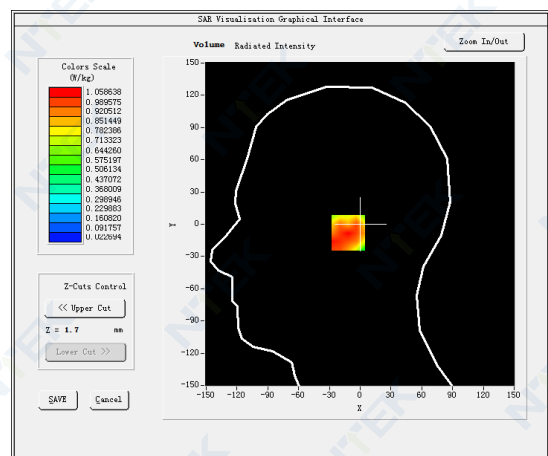 SAR Visualisation Graphical Interface
Volume Radiated Intensity
Zoom In/Out
Colors Scale
(W/kg)
1.058638
0.989575
0.920512
0.851449
0.782386
0.713323
0.644260
0.575197
0.506134
0.437072
0.368009
0.298946
0.229883
0.160820
0.091757
0.022694
Z-Cuts Control
<< Upper Cut
Z = 1.7 mm
Lower Cut >>
SAVE Cancel
150
120
90
60
30
Y 0
-30
-60
-90
-120
-150
-150 -120 -90 -60 -30 0 30 60 90 120 150
X
NTEK